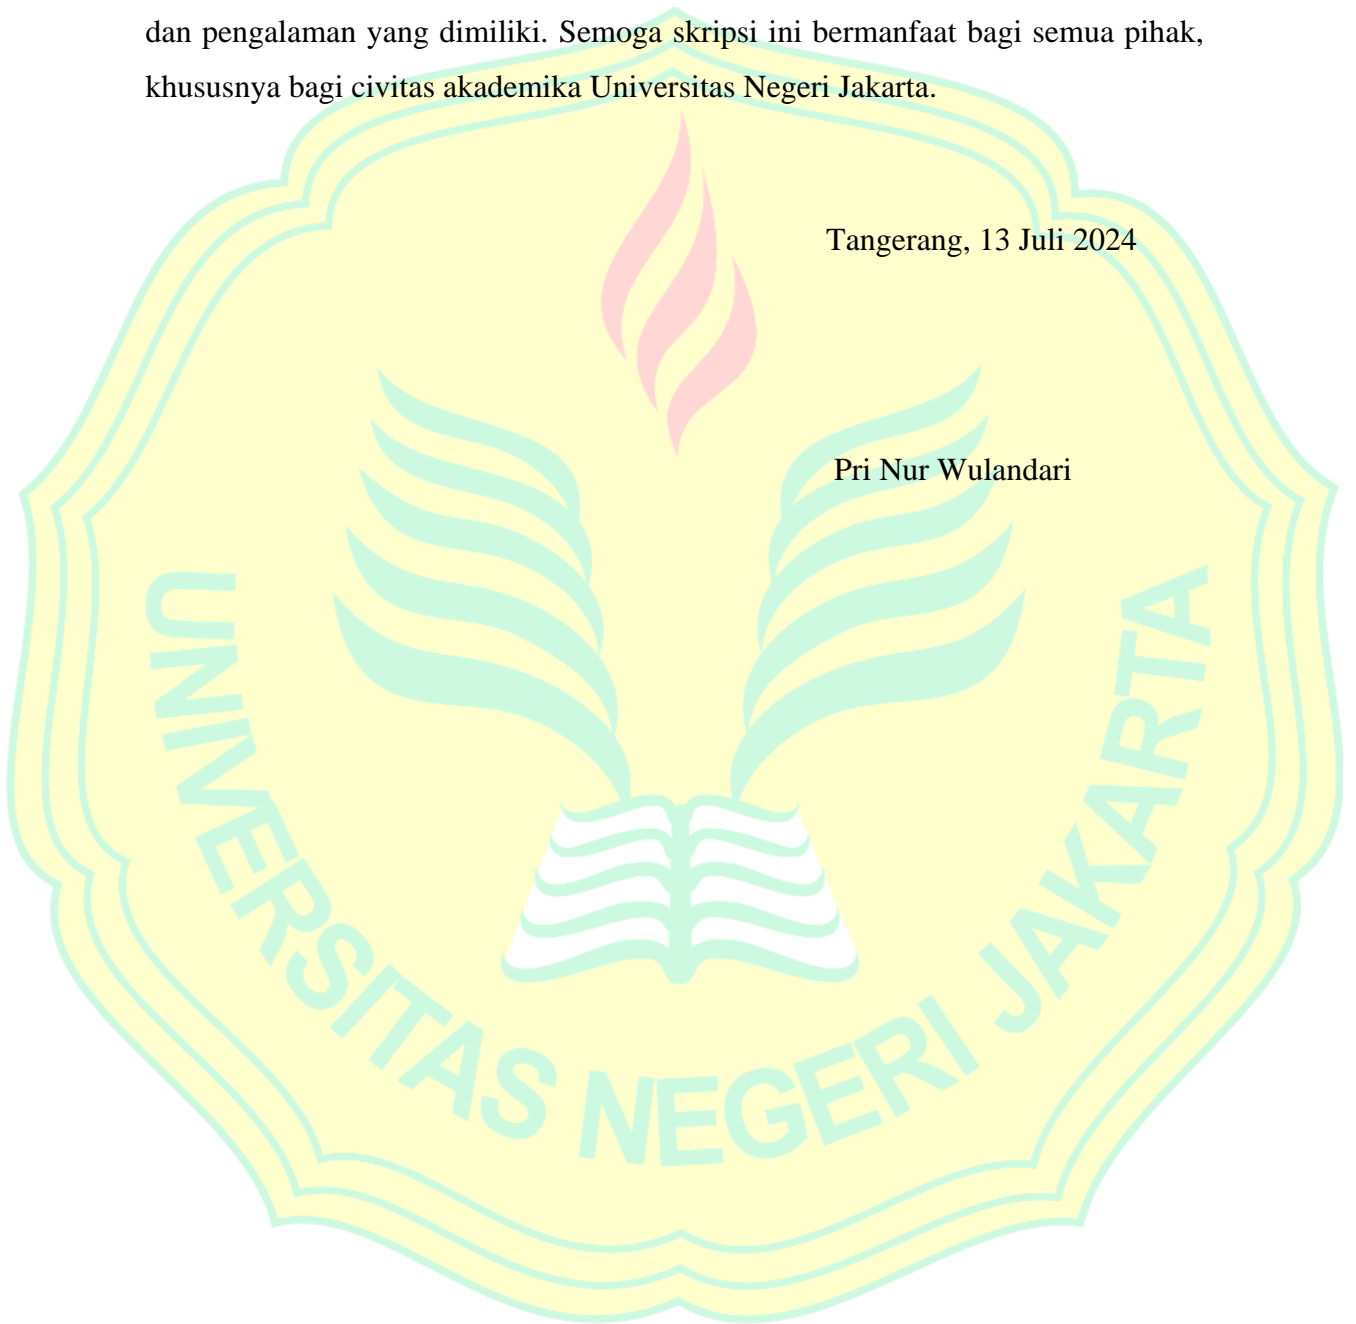 dan pengalaman yang dimiliki. Semoga skripsi ini bermanfaat bagi semua pihak,
khususnya bagi civitas akademika Universitas Negeri Jakarta.
Tangerang, 13 Juli 2024
Pri Nur Wulandari
UNIVERSITAS NEGERI JAKARTA